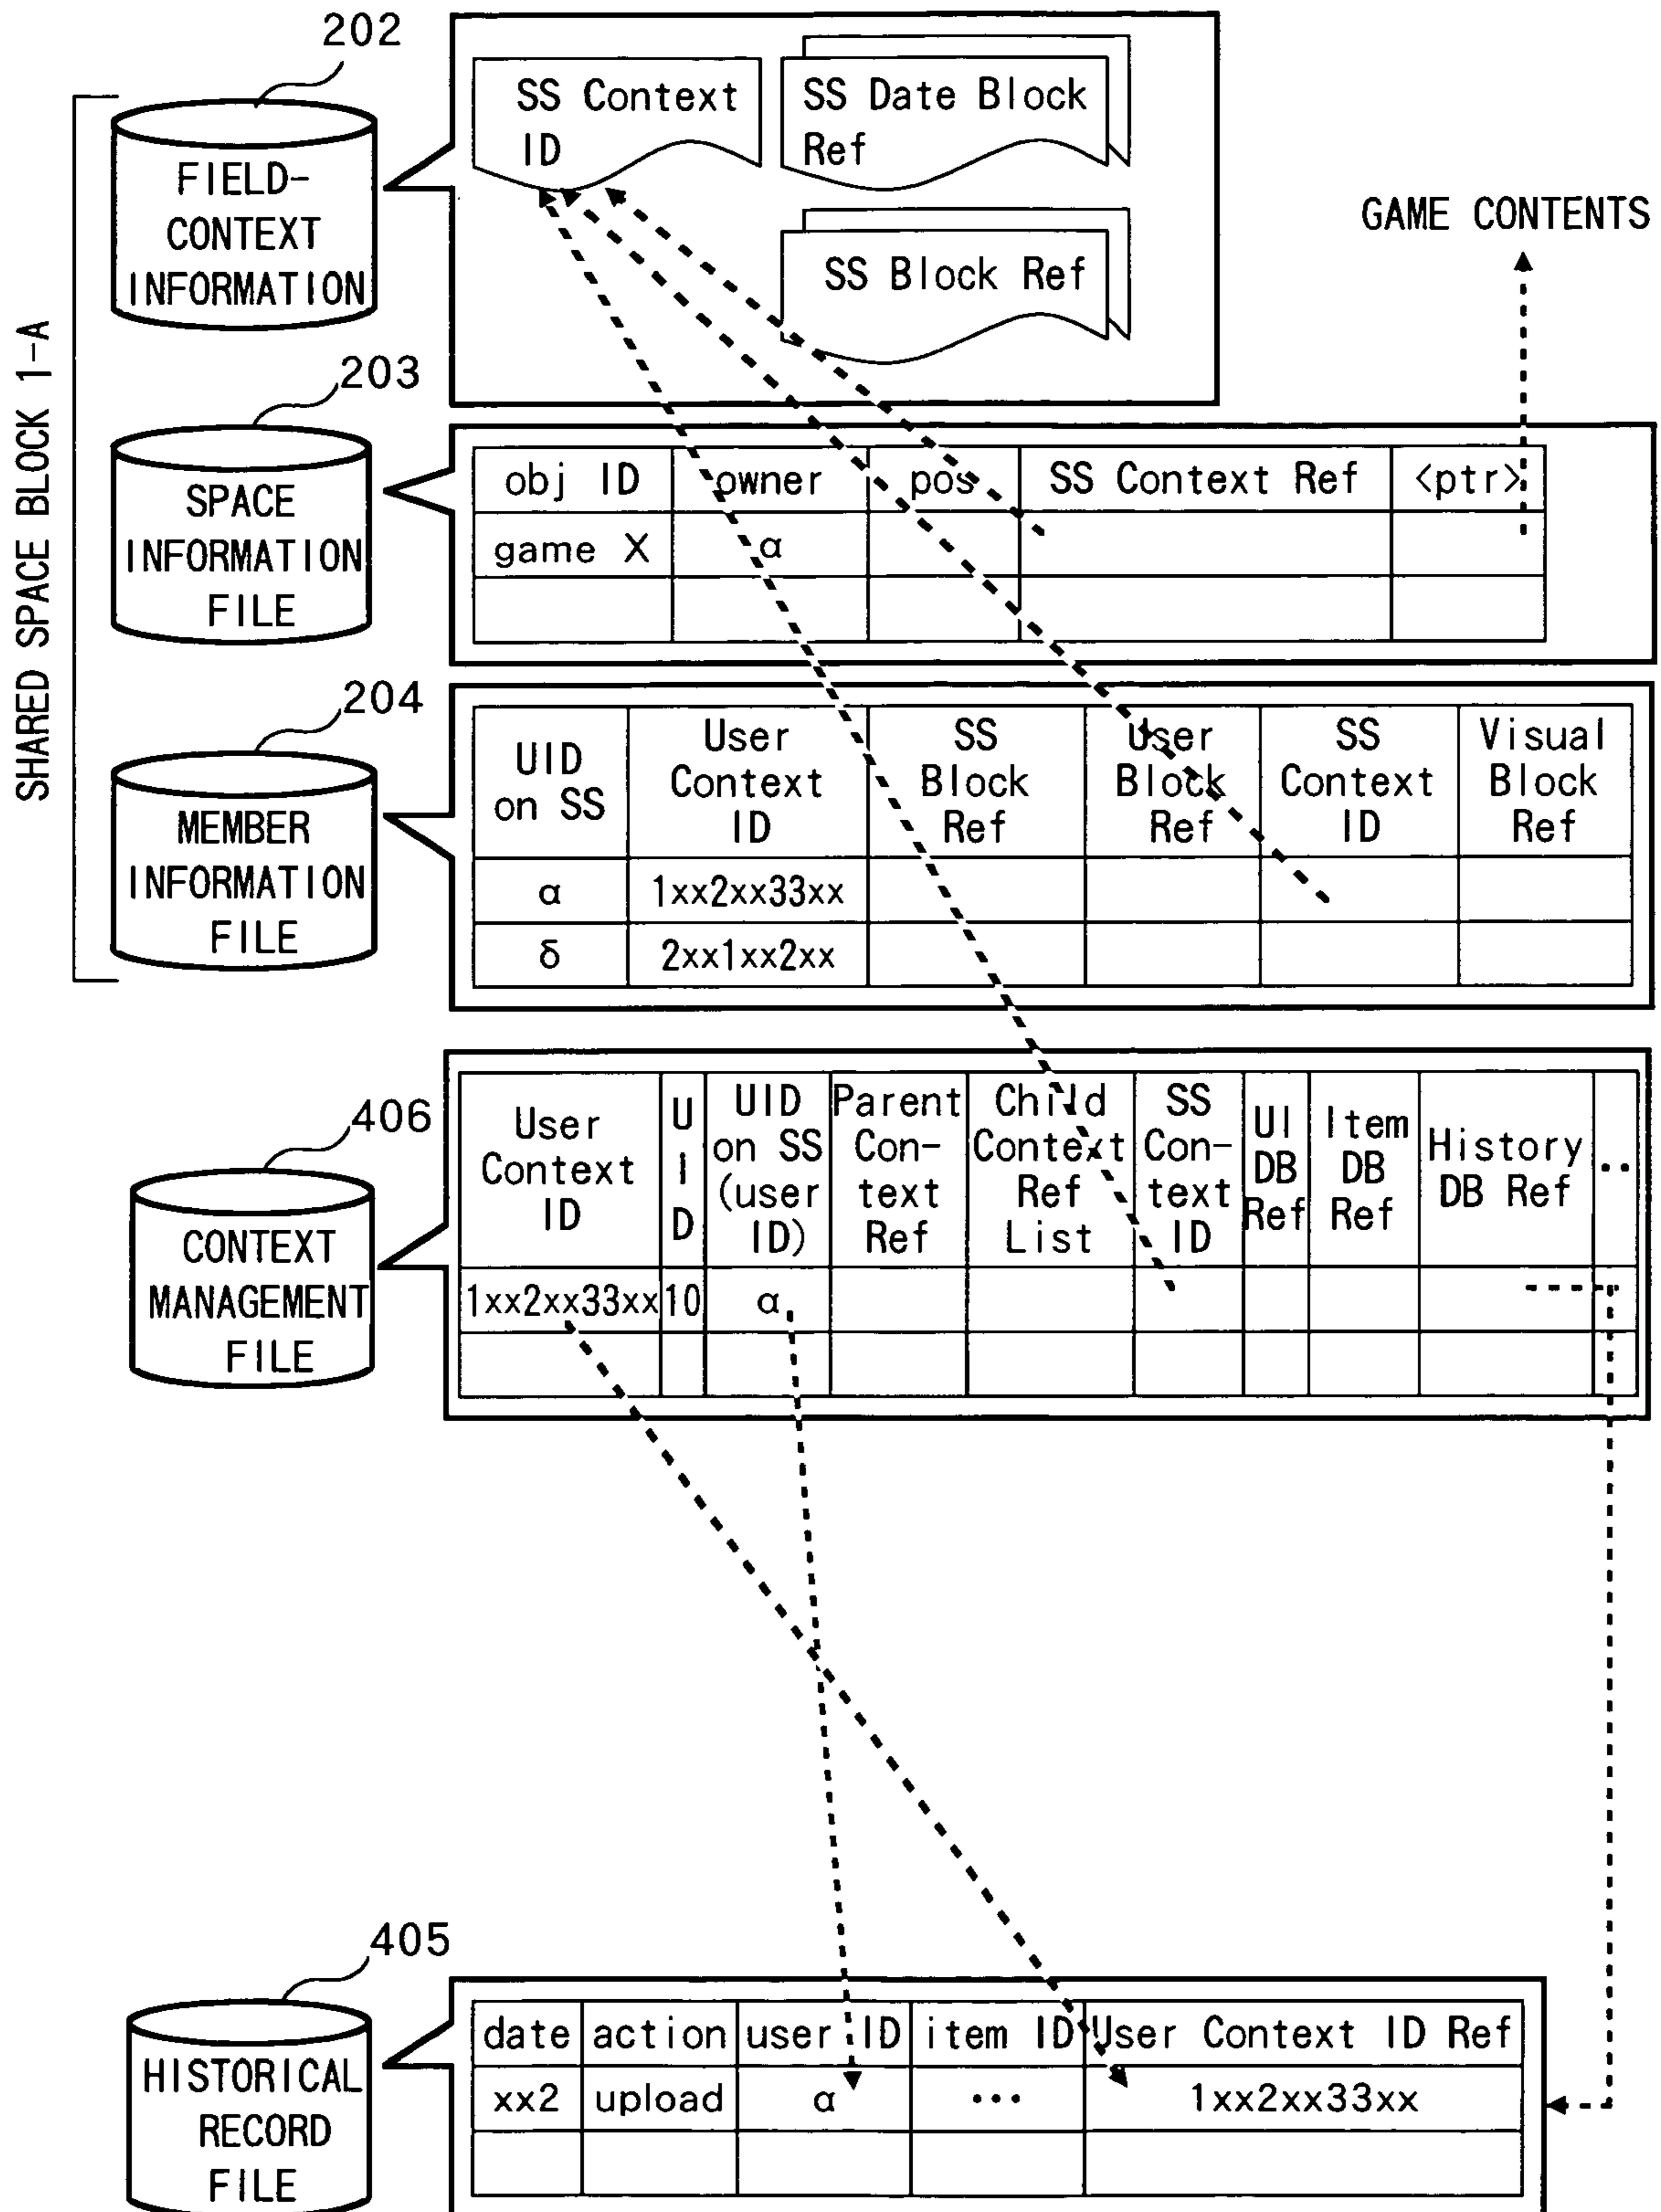 202
SS Context
ID
SS Date Block
Ref
FIELD-
CONTEXT
INFORMATION
SS Block Ref
GAME CONTENTS
SHARED SPACE BLOCK 1-A
203
SPACE
INFORMATION
FILE
obj ID owner pos SS Context Ref <ptr>
game X α
204
MEMBER
INFORMATION
FILE
UID
on SS
User
Context
ID
SS
Block
Ref
User
Block
Ref
SS
Context
ID
Visual
Block
Ref
α 1xx2xx33xx
δ 2xx1xx2xx
406
CONTEXT
MANAGEMENT
FILE
User
Context
ID
U
I
D
UID
on SS
(user
ID)
Parent
Con-
text
Ref
Child
Context
Ref
List
SS
Con-
text
ID
UI
DB
Ref
Item
DB
Ref
History
DB Ref
..
1xx2xx33xx 10 α
405
HISTORICAL
RECORD
FILE
date action user ID item ID User Context ID Ref
xx2 upload α ... 1xx2xx33xx